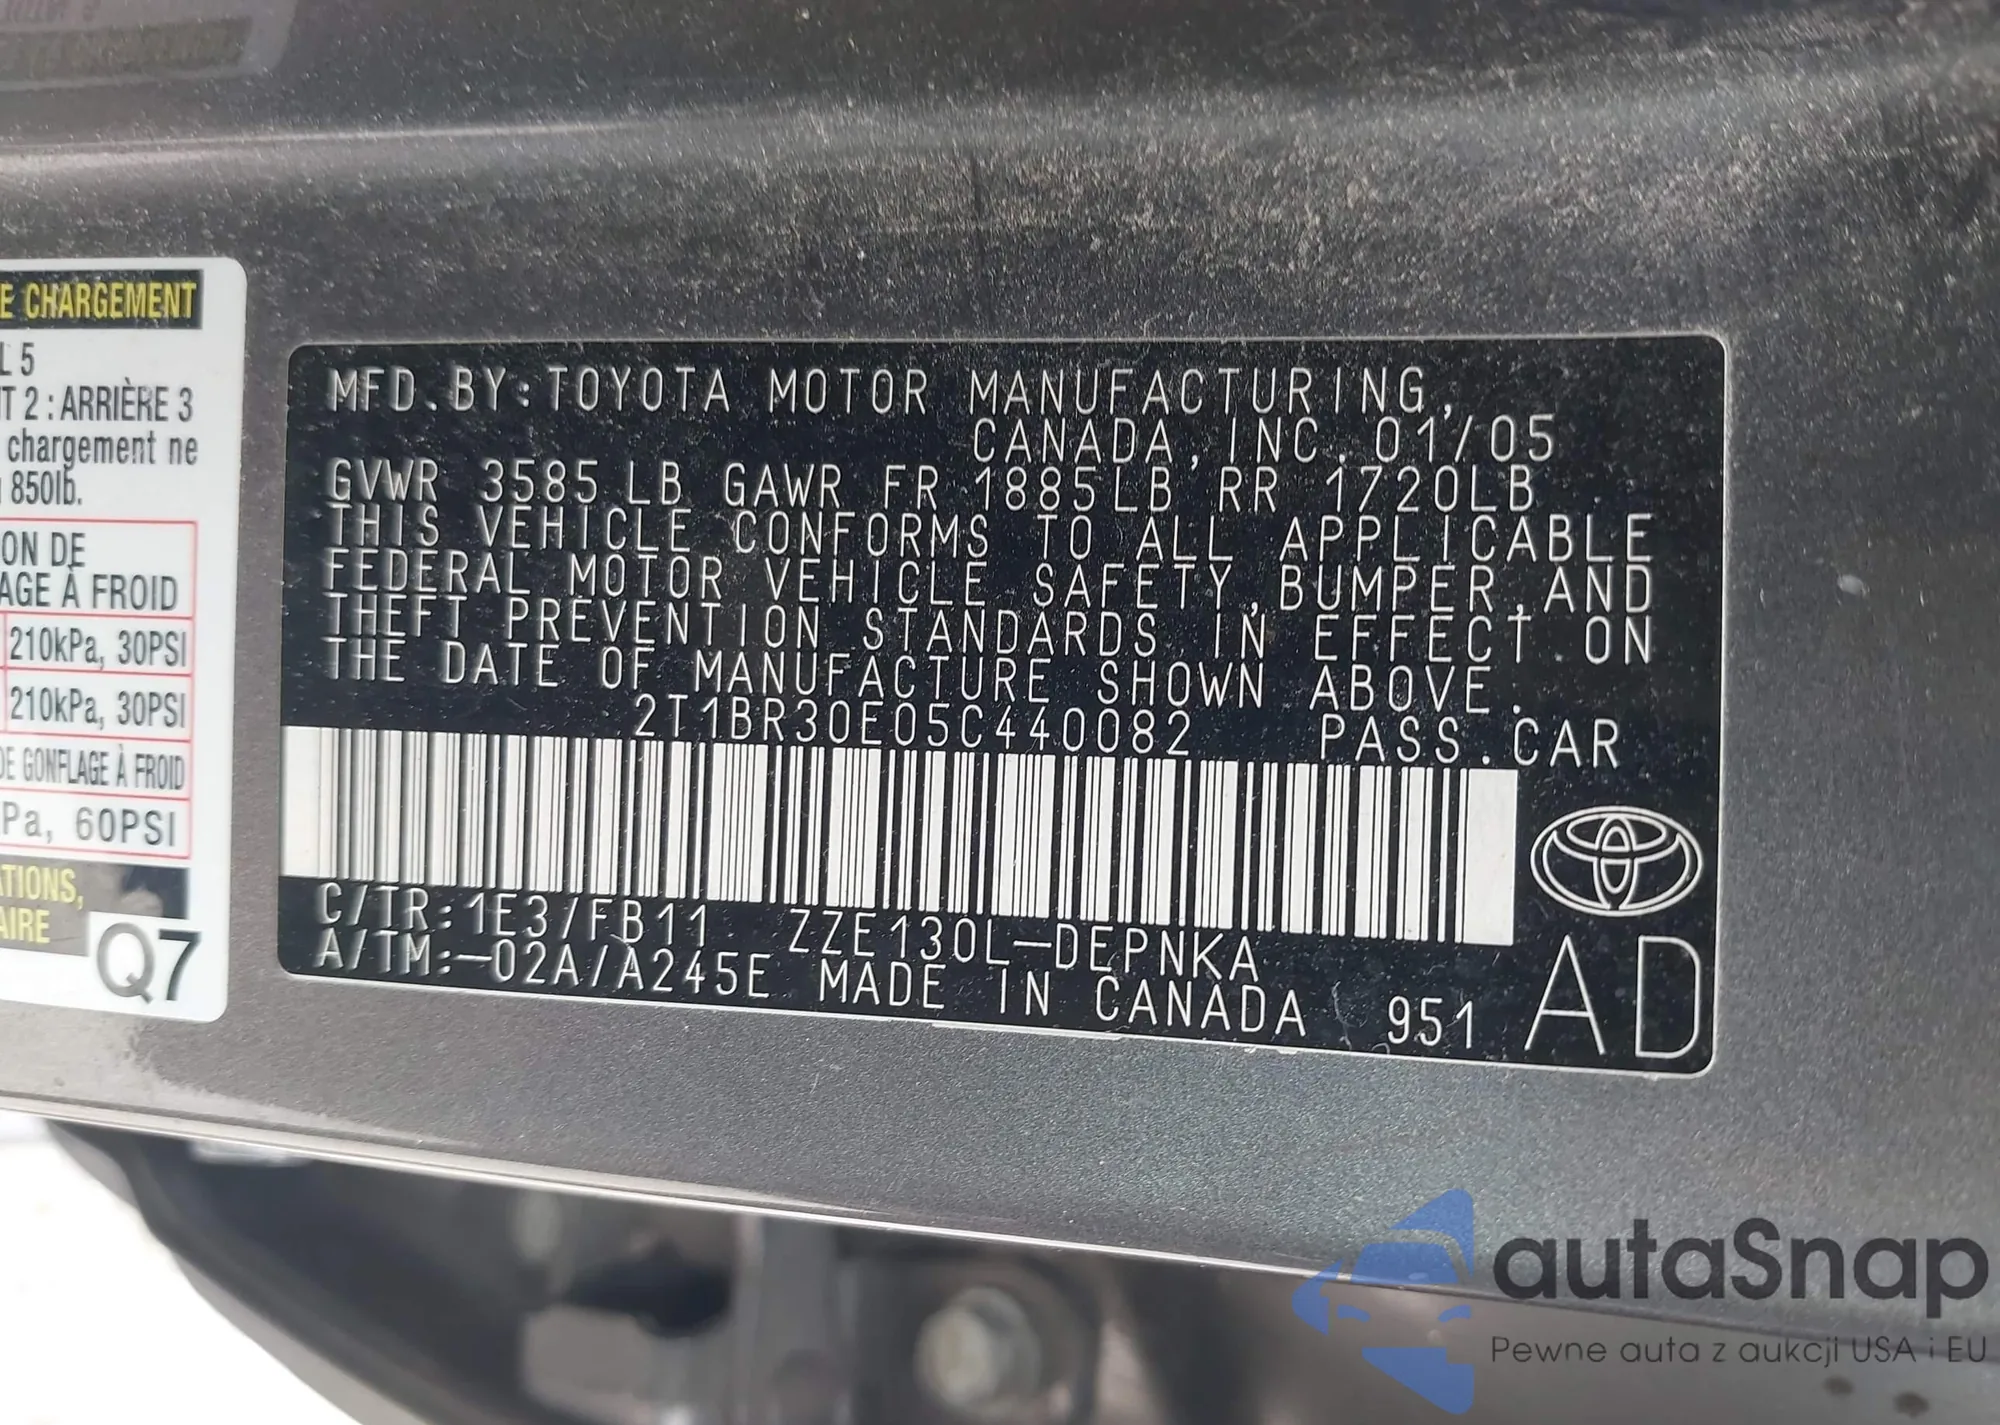 E CHARGEMENT
L 5
T 2 : ARRIÈRE 3
chargement ne
850lb.
ON DE
AGE À FROID
210kPa, 30PSI
210kPa, 30PSI
DE GONFLAGE À FROID
Pa, 60PSI
TIONS,
AIRE
Q7
MFD.BY:TOYOTA MOTOR MANUFACTURING,
CANADA,INC. 01/05
GVWR 3585LB GAWR FR 1885LB RR 1720LB
THIS VEHICLE CONFORMS TO ALL APPLICABLE
FEDERAL MOTOR VEHICLE SAFETY,BUMPER,AND
THEFT PREVENTION STANDARDS IN EFFECT ON
THE DATE OF MANUFACTURE SHOWN ABOVE.
2T1BR30E05C440082 PASS.CAR
C/TR:1E3/FB11 ZZE130L-DEPNKA
A/TM:-02A/A245E MADE IN CANADA 951 AD
autaSnap
Pewne auta z aukcji USA i EU